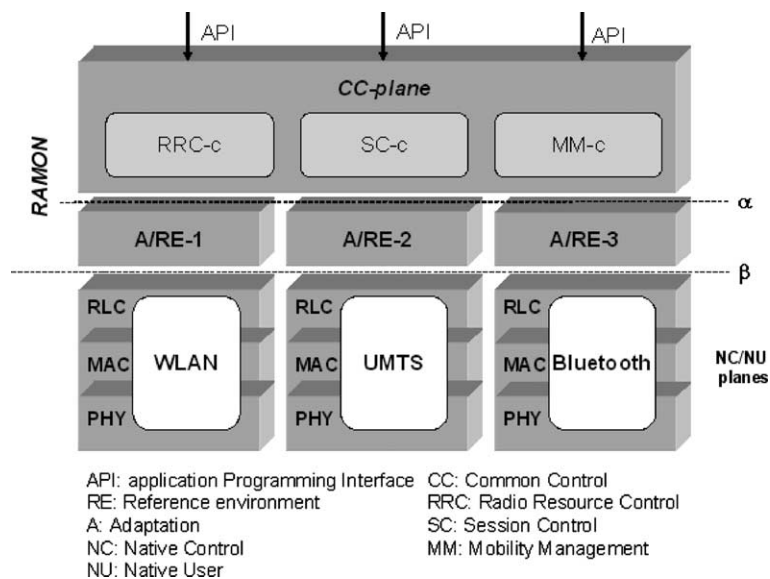 API API API
CC-plane
RRC-c SC-c MM-c
RAMON
α
A/RE-1 A/RE-2 A/RE-3
β
RLC RLC RLC
MAC WLAN MAC UMTS MAC Bluetooth
NC/NU
planes
PHY PHY PHY
API: application Programming Interface CC: Common Control
RE: Reference environment RRC: Radio Resource Control
A: Adaptation SC: Session Control
NC: Native Control MM: Mobility Management
NU: Native User